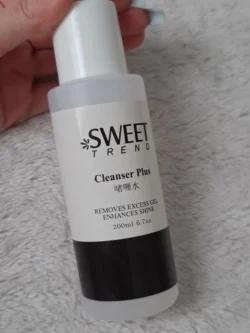 SWEET
TREND
Cleanser Plus
啫喱水
REMOVES EXCESS GEL
ENHANCES SHINE
200ml 6.7oz